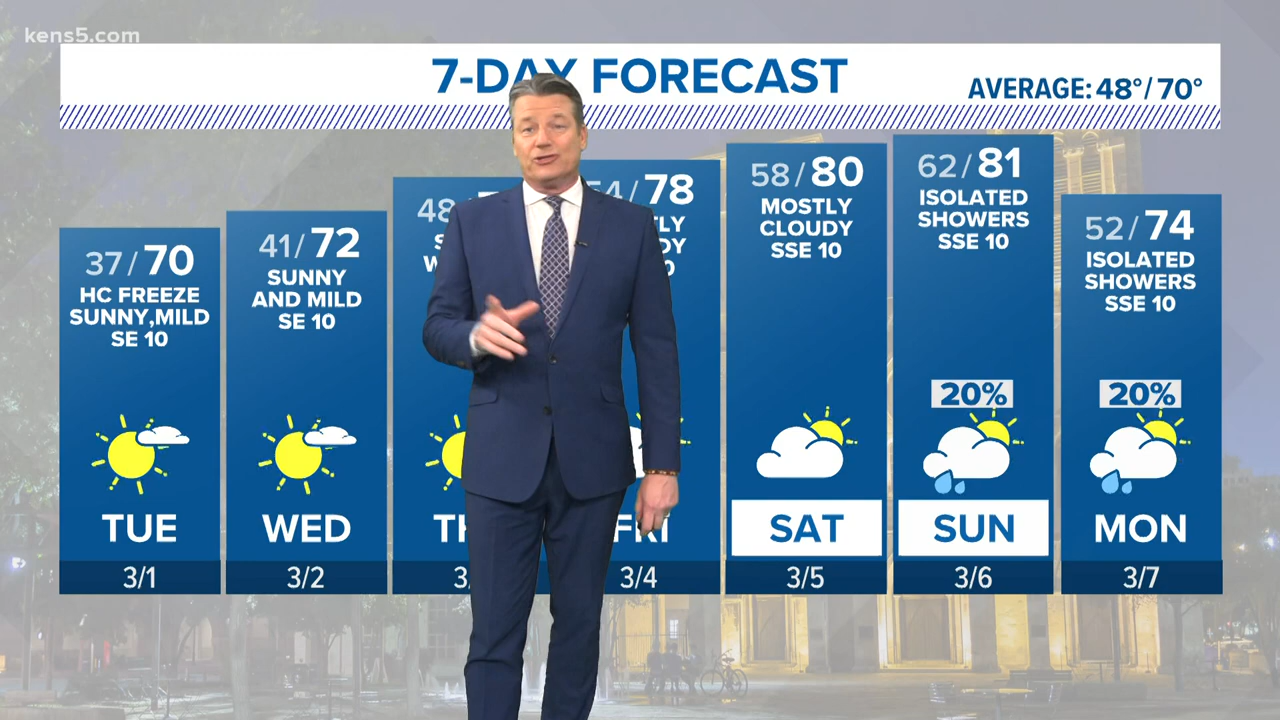 kens5.com
7-DAY FORECAST
AVERAGE: 48°/70°
37/70
HC FREEZE
SUNNY,MILD
SE 10
TUE
3/1
41/72
SUNNY
AND MILD
SE 10
WED
3/2
48/
78
FRI
3/4
58/80
MOSTLY
CLOUDY
SSE 10
SAT
3/5
62/81
ISOLATED
SHOWERS
SSE 10
20%
SUN
3/6
52/74
ISOLATED
SHOWERS
SSE 10
20%
MON
3/7